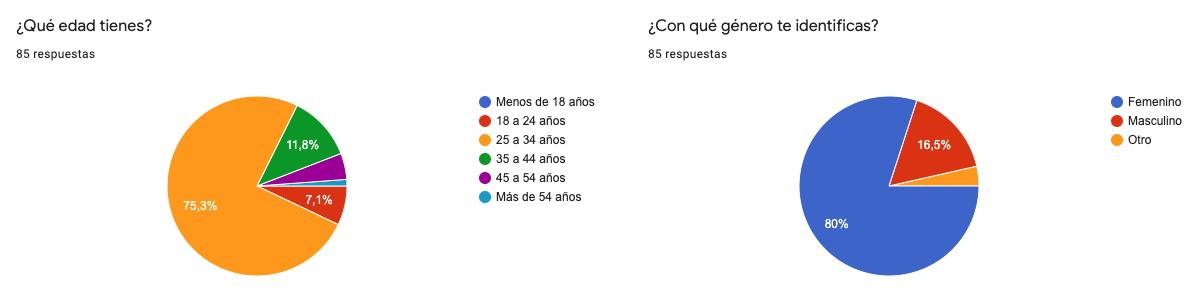 ¿Qué edad tienes?
85 respuestas
Menos de 18 años
18 a 24 años
25 a 34 años
35 a 44 años
45 a 54 años
Más de 54 años
11,8%
7,1%
75,3%
¿Con qué género te identificas?
85 respuestas
Femenino
Masculino
Otro
16,5%
80%